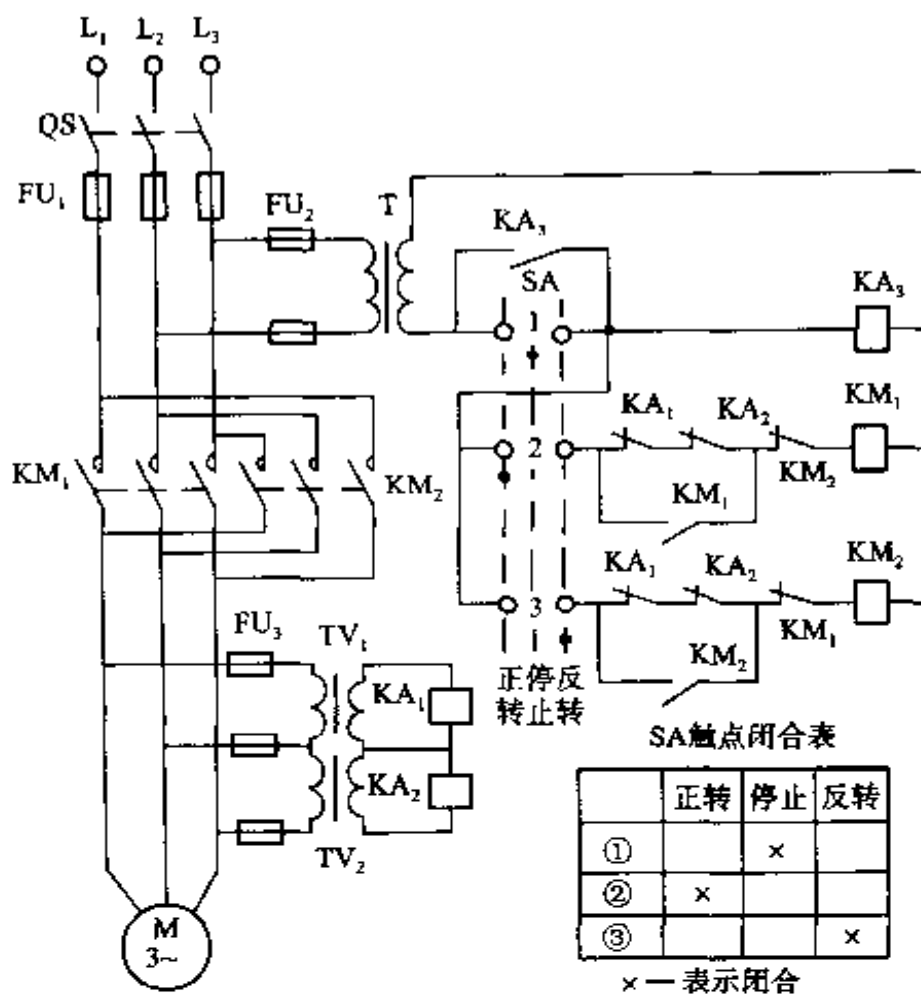 L₁ L₂ L₃
QS
FU₁
FU₂ T
KA₃
SA
KA₃
1
KA₁ KA₂ KM₁
2
KM₂
KM₁
KM₁ KM₂
KA₁ KA₂ KM₂
3
KM₁
KM₂
FU₃ TV₁
KA₁
KA₂
TV₂
正转 停止 反转
SA触点闭合表
正转 停止 反转
① ×
② ×
③ ×
×—表示闭合
M
3~